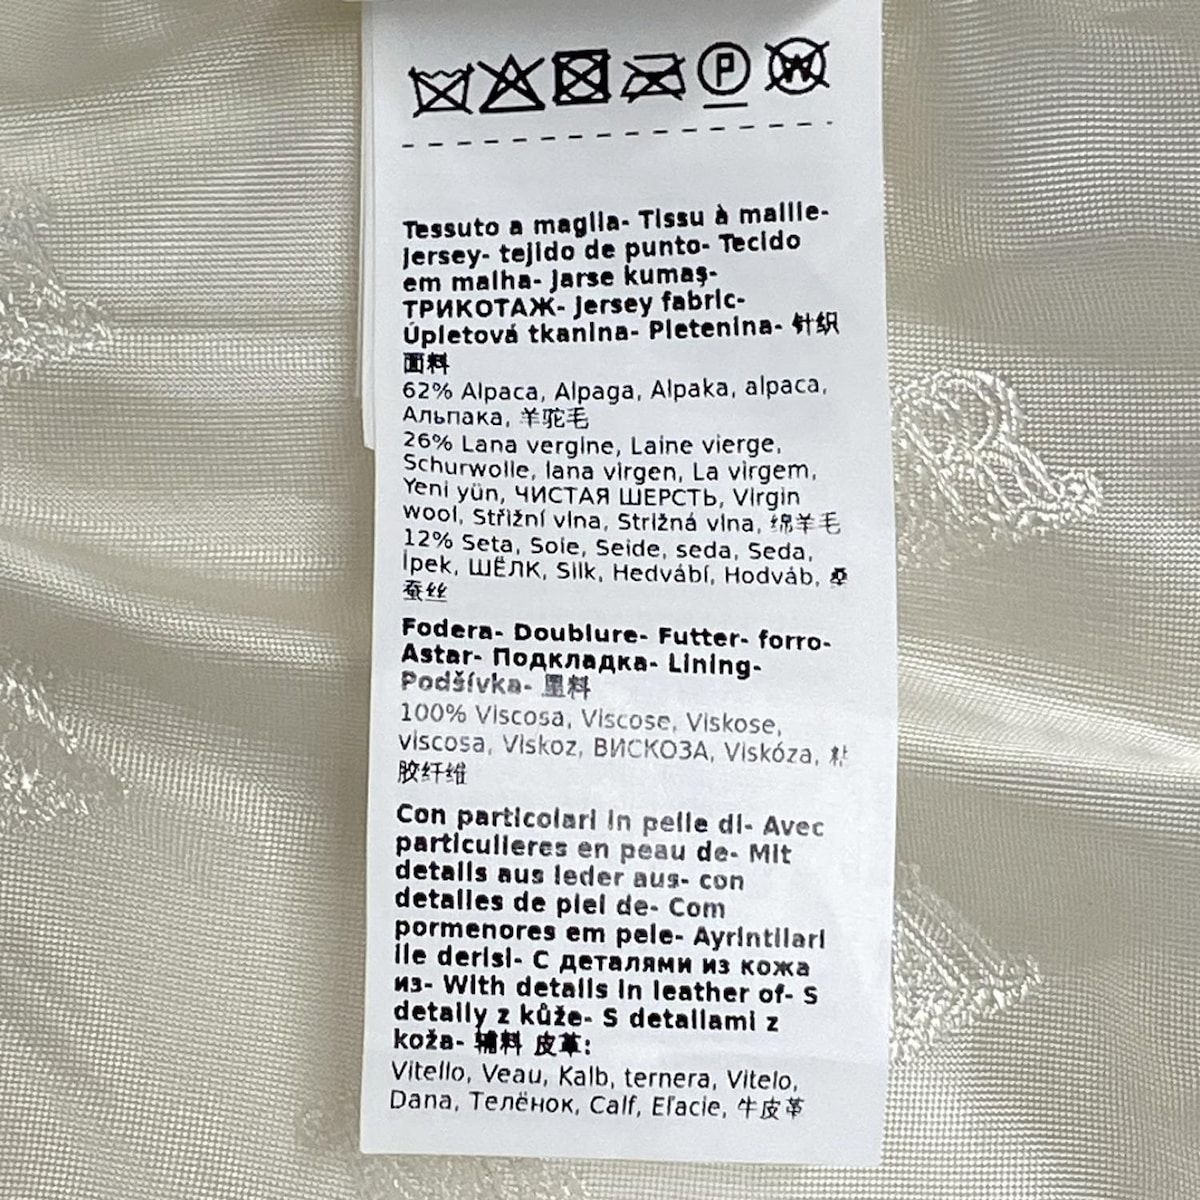 P W
Tessuto a maglia- Tissu à maille-
Jersey- tejido de punto- Tecido
em malha- Jarse kumaş-
ТРИКОТАЖ- Jersey fabric-
Úpletová tkanina- Pletenina- 针织
面料
62% Alpaca, Alpaga, Alpaka, alpaca,
Альпака, 羊驼毛
26% Lana vergine, Laine vierge,
Schurwolle, lana virgen, La virgem,
Yeni yün, ЧИСТАЯ ШЕРСТЬ, Virgin
wool, Střižní vlna, Strižná vlna, 绵羊毛
12% Seta, Soie, Seide, seda, Seda,
İpek, ШЁЛК, Silk, Hedvábí, Hodváb, 桑
蚕丝
Fodera- Doublure- Futter- forro-
Astar- Подкладка- Lining-
Podšívka- 里料
100% Viscosa, Viscose, Viskose,
viscosa, Viskoz, ВИСКОЗА, Viskóza, 粘
胶纤维
Con particolari in pelle di- Avec
particulieres en peau de- Mit
details aus leder aus- con
detalles de piel de- Com
pormenores em pele- Ayrintilari
ile derisi- С деталями из кожа
из- With details in leather of- S
detaily z kůže- S detailami z
koža- 辅料 皮革:
Vitello, Veau, Kalb, ternera, Vitelo,
Dana, Телёнок, Calf, Eľacie, 牛皮革